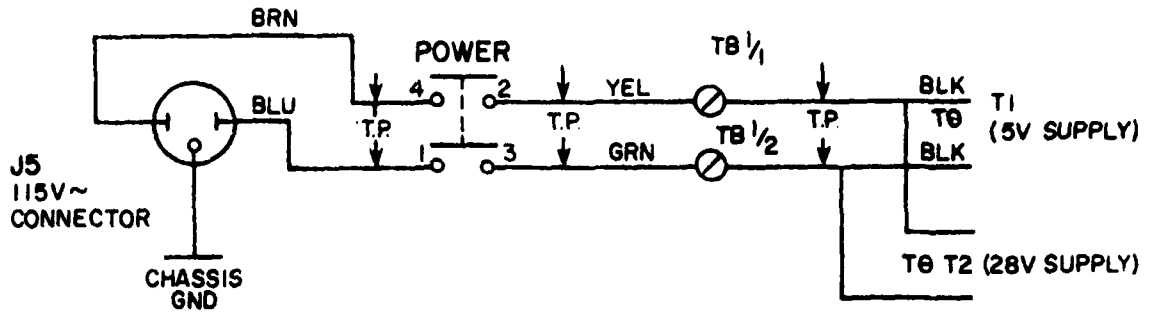 BRN
POWER
TB 1/1
4 2
YEL
BLK
BLU
T.P.
T.P.
T.P.
TO
T1
(5V SUPPLY)
TB 1/2
1 3
GRN
BLK
J5
115V~
CONNECTOR
CHASSIS
GND
TO T2 (28V SUPPLY)